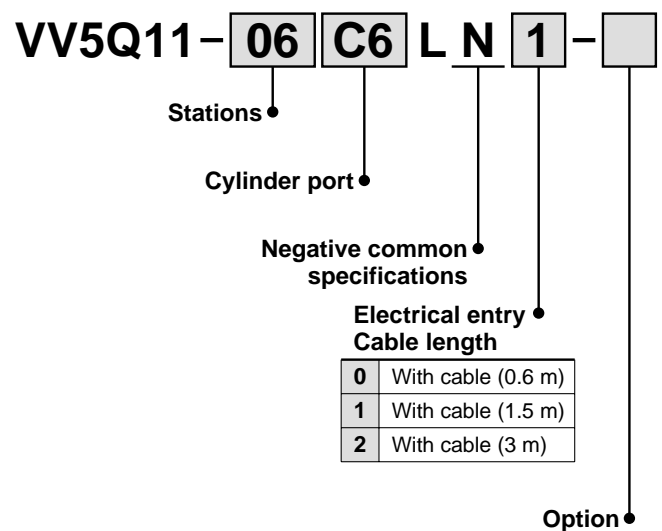 VV5Q11–06 C6 L N 1–
Stations
Cylinder port
Negative common
specifications
Electrical entry
Cable length
0 With cable (0.6 m)
1 With cable (1.5 m)
2 With cable (3 m)
Option